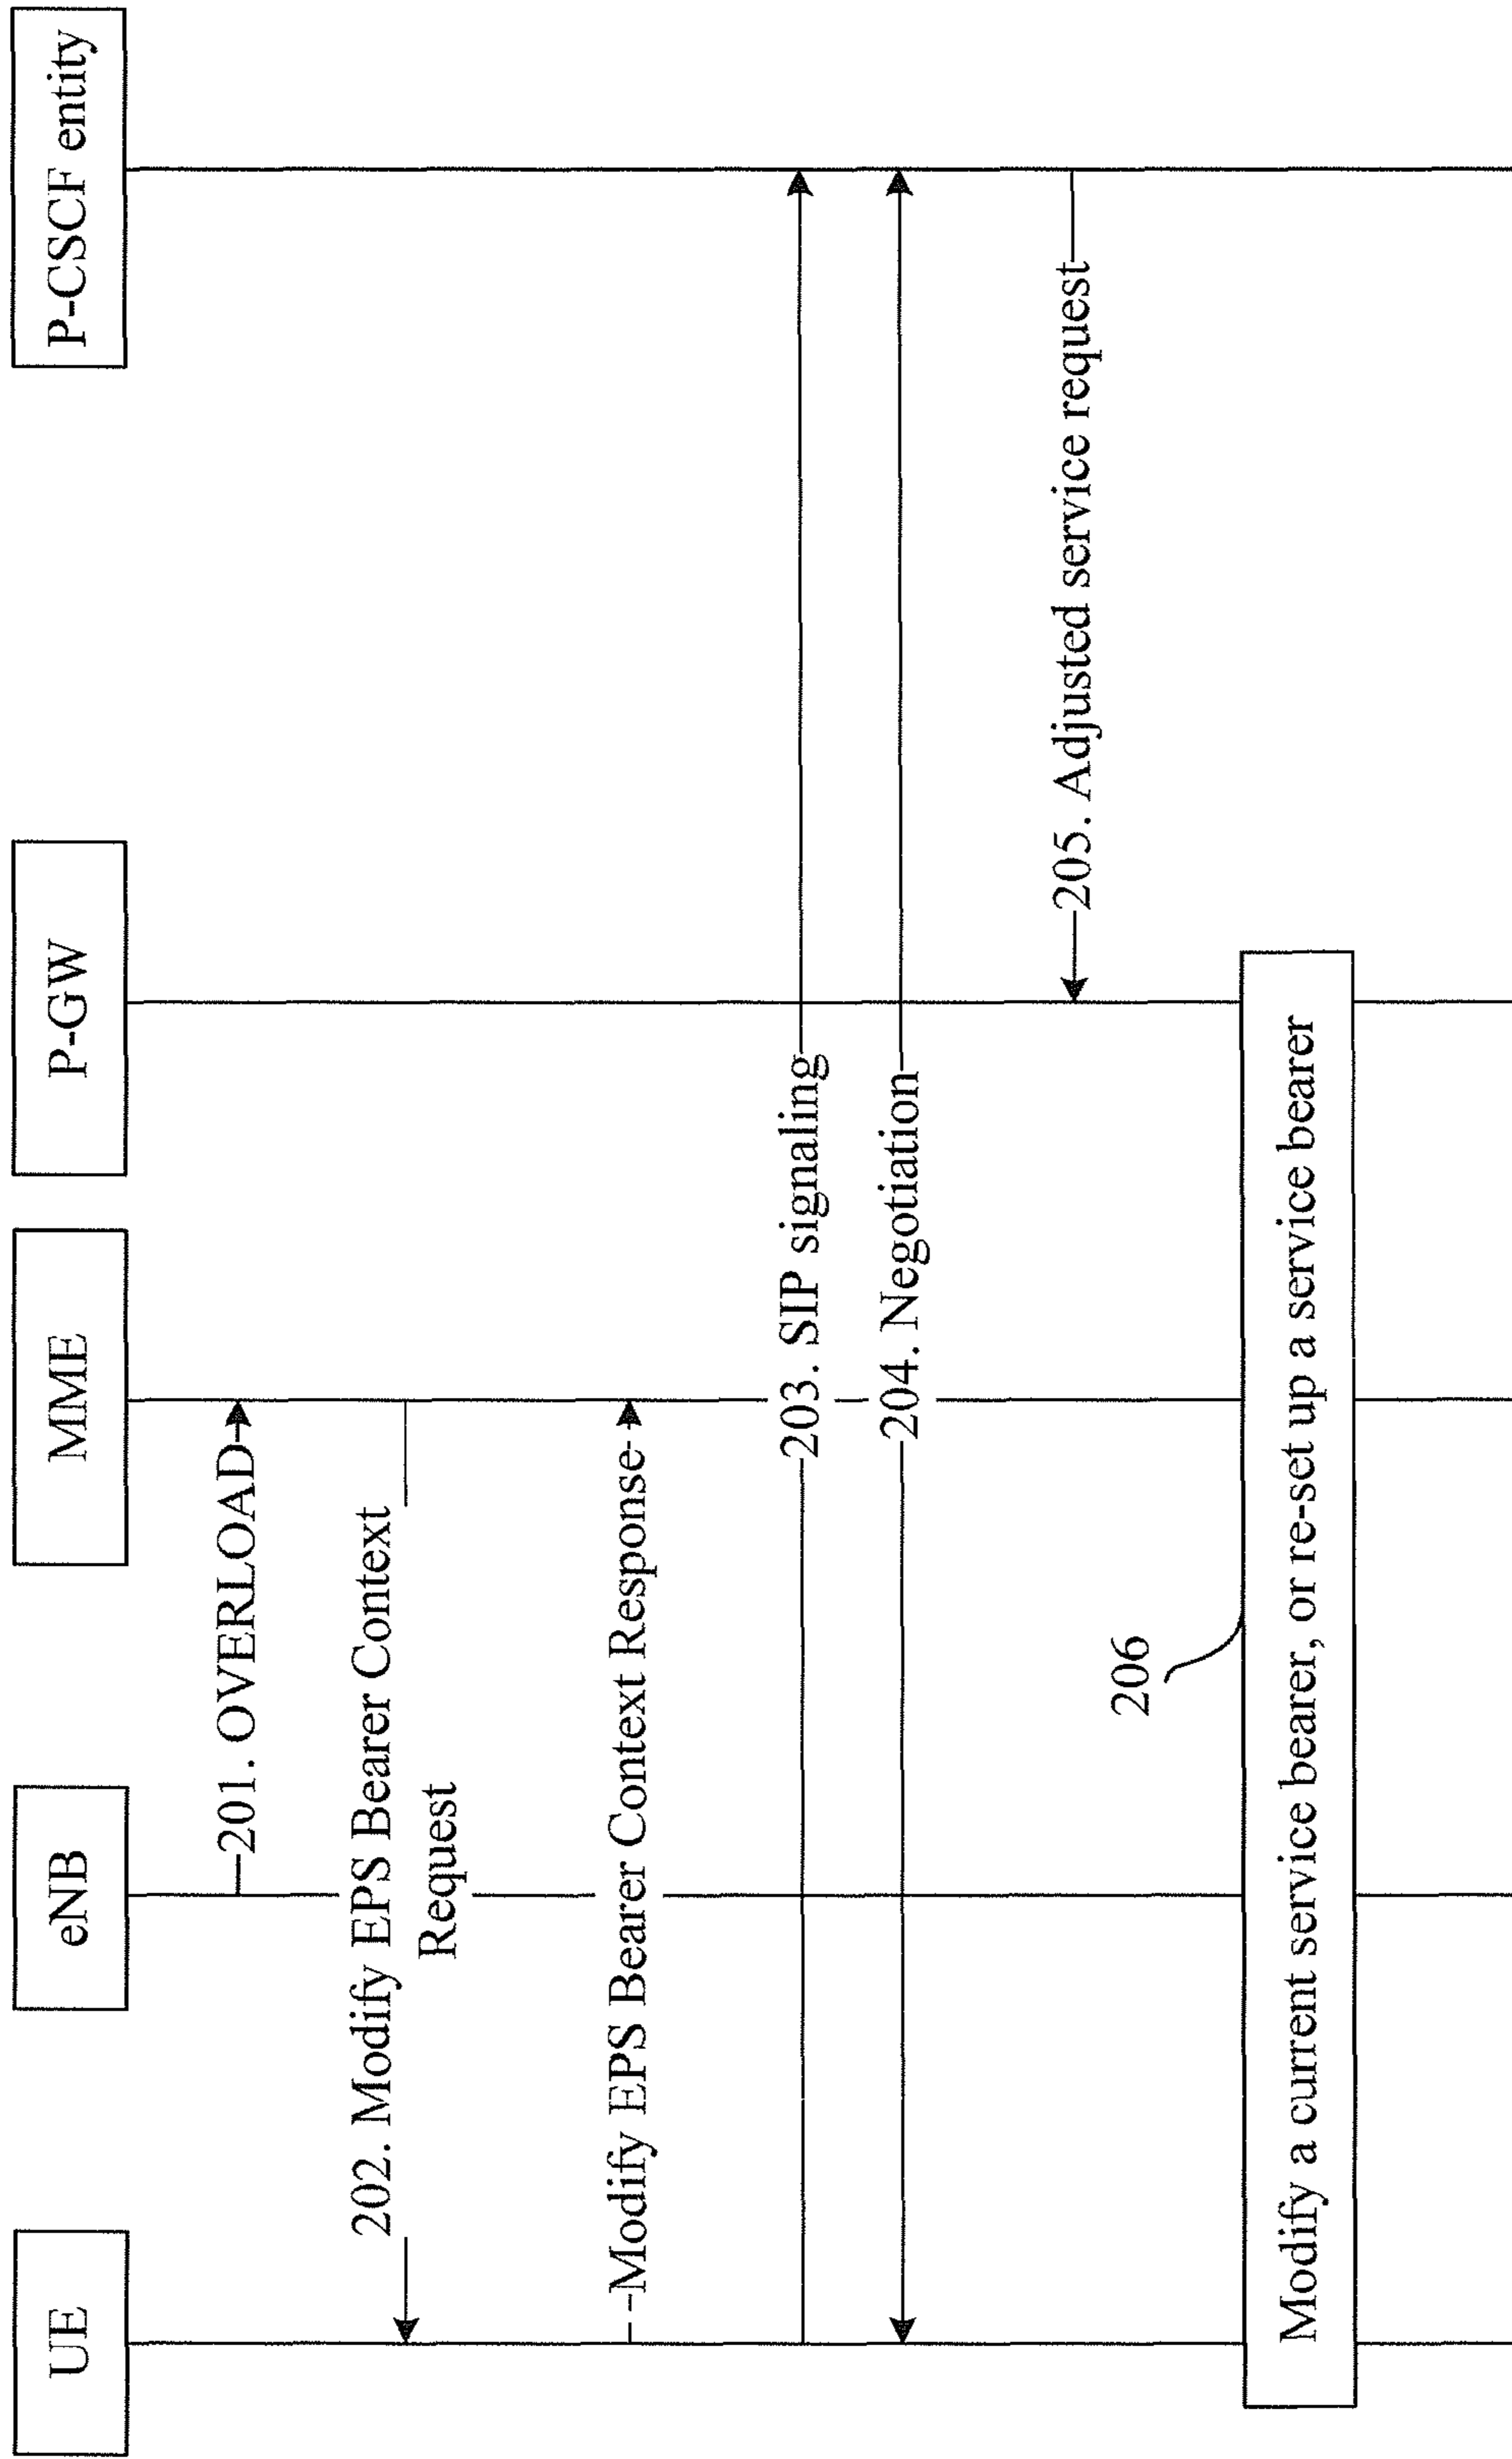 UE
eNB
MME
P-GW
P-CSCF entity
201. OVERLOAD
202. Modify EPS Bearer Context
Request
Modify EPS Bearer Context Response
203. SIP signaling
204. Negotiation
205. Adjusted service request
206
Modify a current service bearer, or re-set up a service bearer